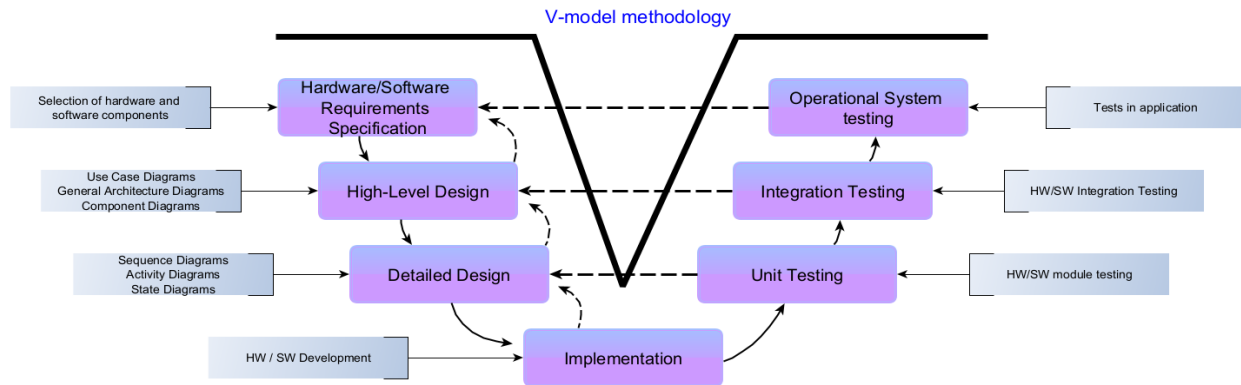 V-model methodology
Selection of hardware and
software components
Hardware/Software
Requirements
Specification
Operational System
testing
Tests in application
Use Case Diagrams
General Architecture Diagrams
Component Diagrams
High-Level Design
Integration Testing
HW/SW Integration Testing
Sequence Diagrams
Activity Diagrams
State Diagrams
Detailed Design
Unit Testing
HW/SW module testing
HW / SW Development
Implementation